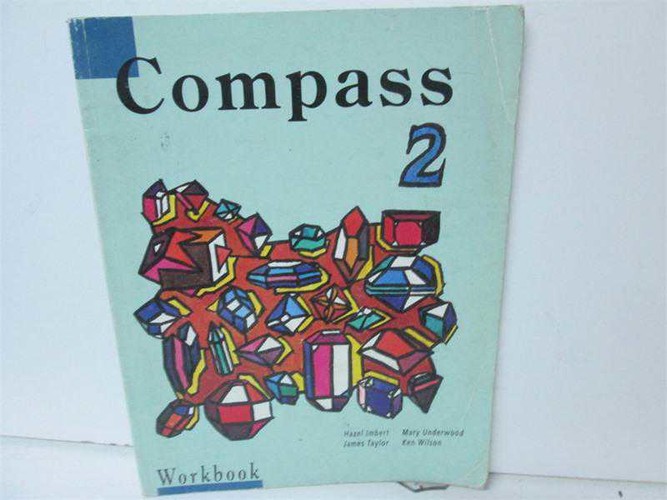 Compass
2
Hazel Imbert Mary Underwood
James Taylor Ken Wilson
Workbook